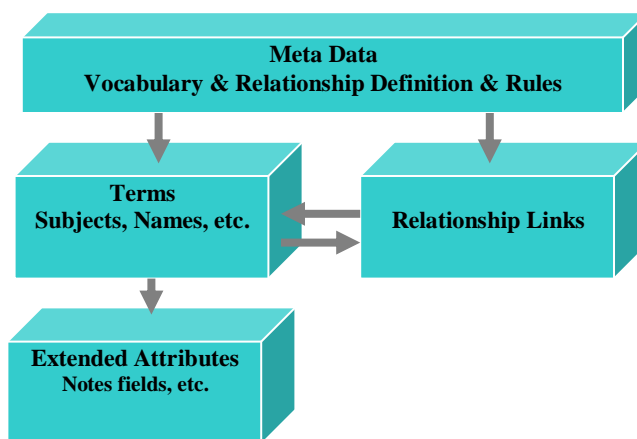 Meta Data
Vocabulary & Relationship Definition & Rules
Terms
Subjects, Names, etc.
Relationship Links
Extended Attributes
Notes fields, etc.